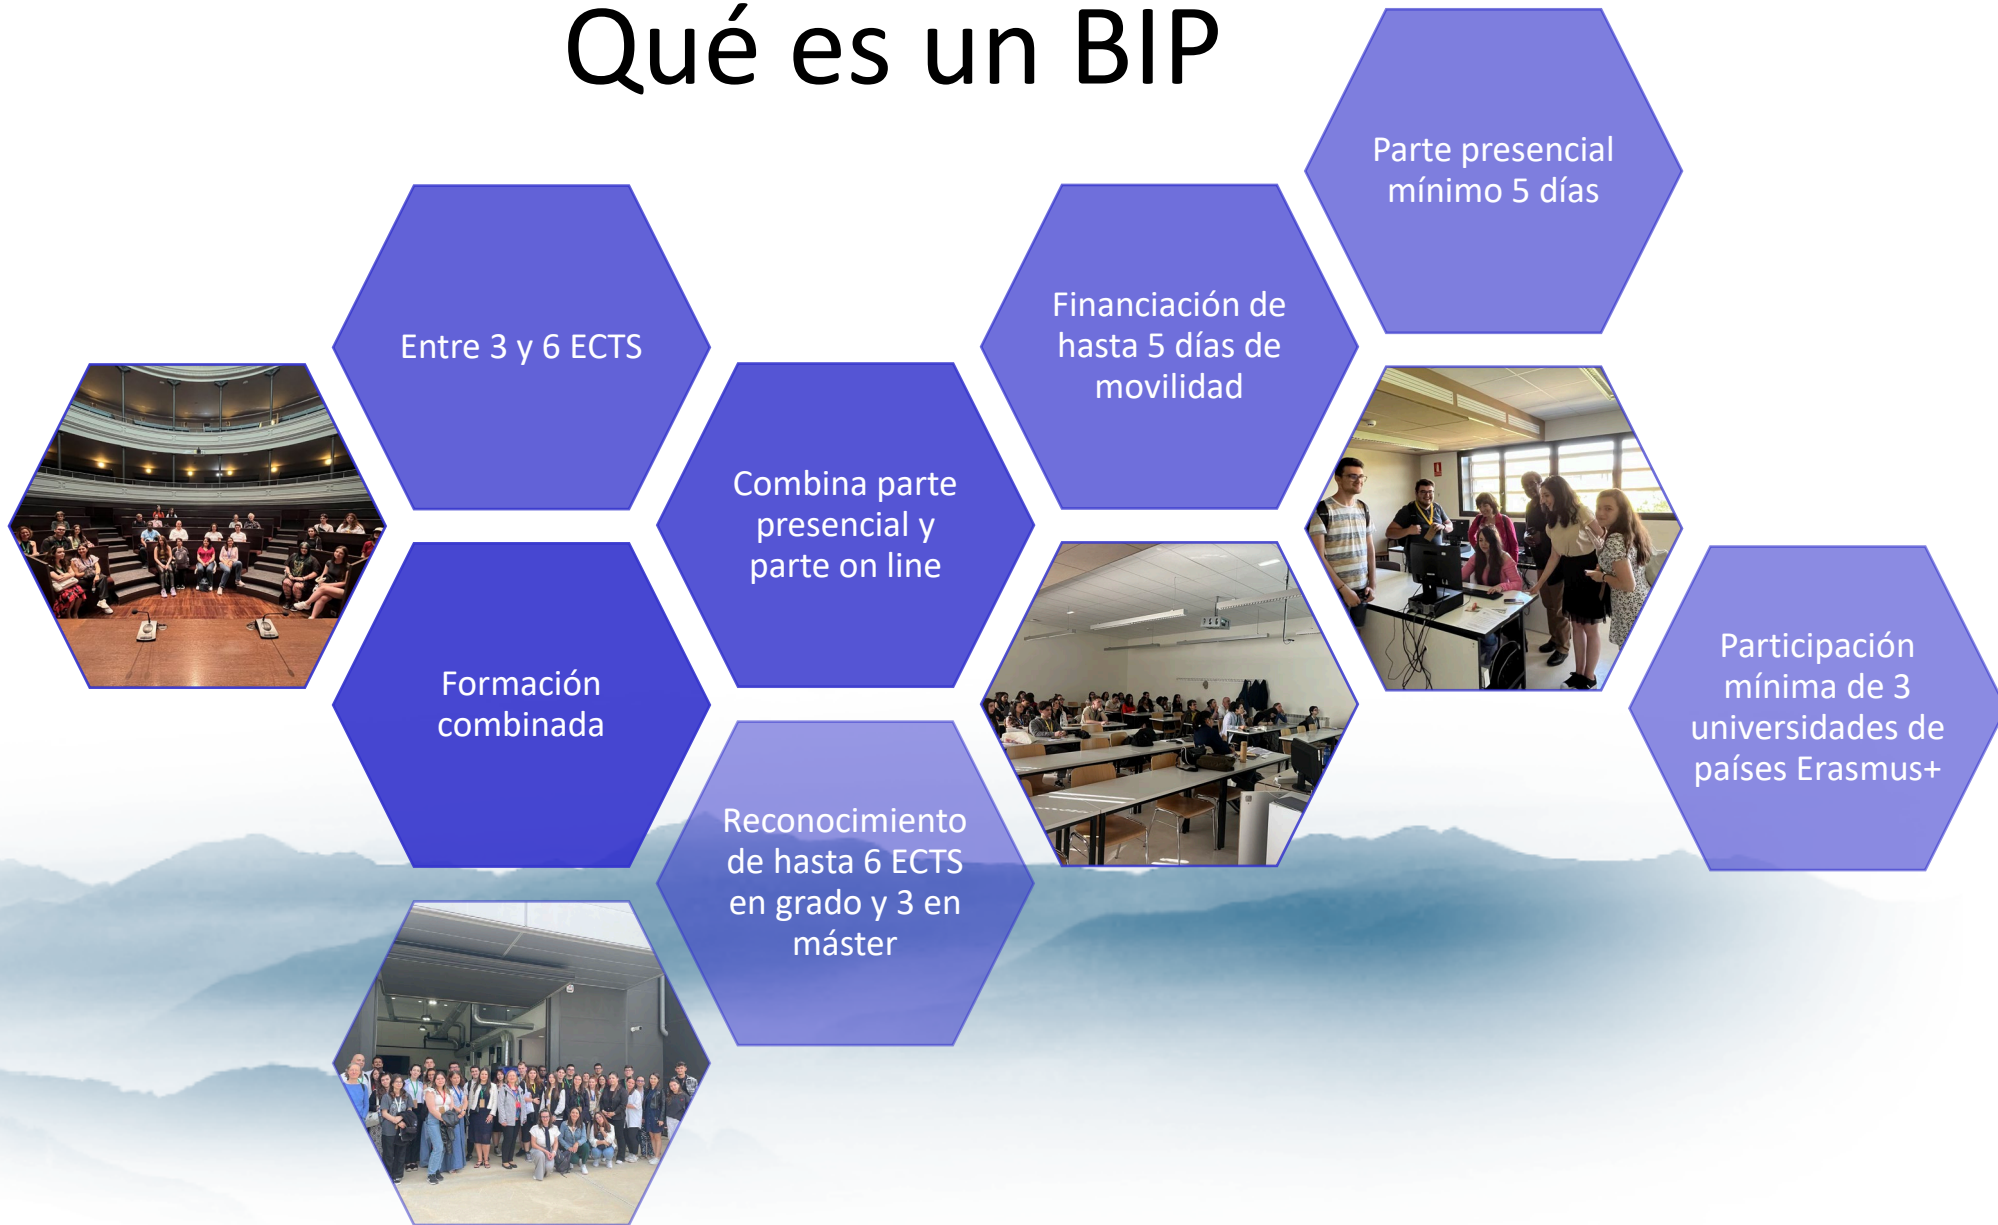 Qué es un BIP
Parte presencial
mínimo 5 días
Entre 3 y 6 ECTS
Financiación de
hasta 5 días de
movilidad
Combina parte
presencial y
parte on line
Formación
combinada
Participación
mínima de 3
universidades de
países Erasmus+
Reconocimiento
de hasta 6 ECTS
en grado y 3 en
máster